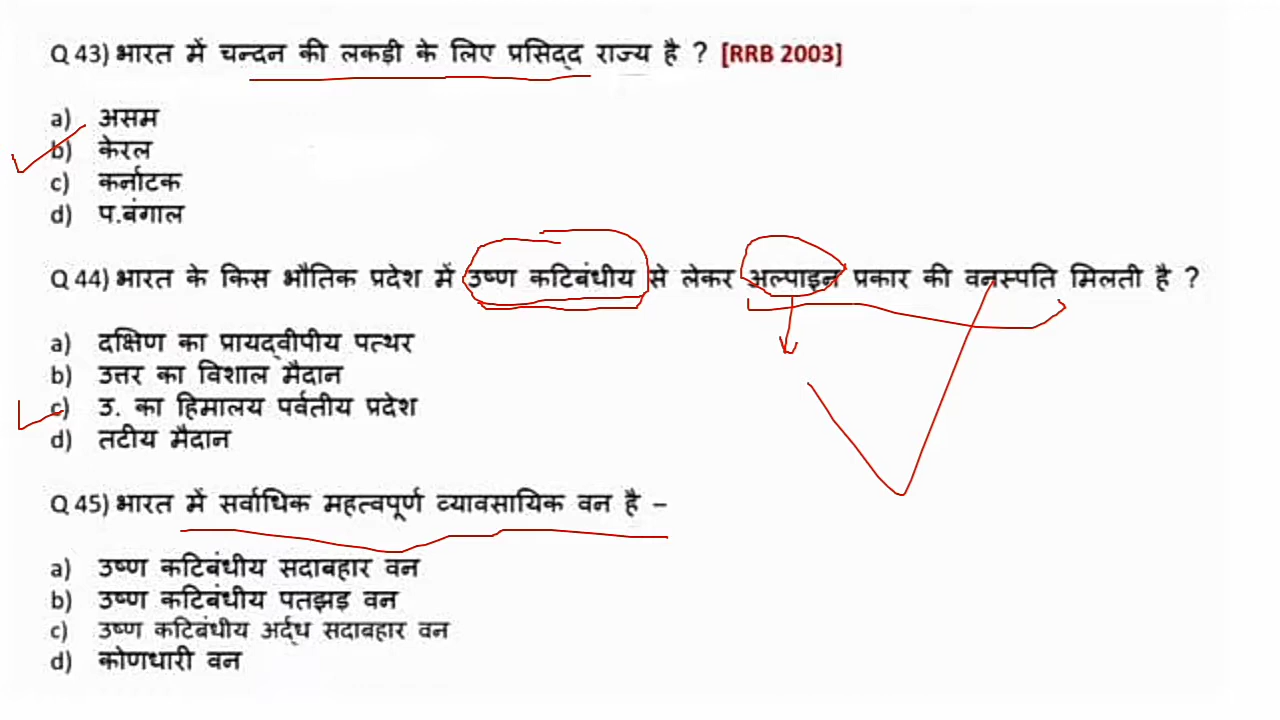 Q 43) भारत में चन्दन की लकड़ी के लिए प्रसिद्द राज्य है ? [RRB 2003]
a) असम
b) केरल
c) कर्नाटक
d) प.बंगाल
Q 44) भारत के किस भौतिक प्रदेश में उष्ण कटिबंधीय से लेकर अल्पाइन प्रकार की वनस्पति मिलती है ?
a) दक्षिण का प्रायद्वीपीय पत्थर
b) उत्तर का विशाल मैदान
c) उ. का हिमालय पर्वतीय प्रदेश
d) तटीय मैदान
Q 45) भारत में सर्वाधिक महत्वपूर्ण व्यावसायिक वन है –
a) उष्ण कटिबंधीय सदाबहार वन
b) उष्ण कटिबंधीय पतझड़ वन
c) उष्ण कटिबंधीय अर्द्ध सदाबहार वन
d) कोणधारी वन